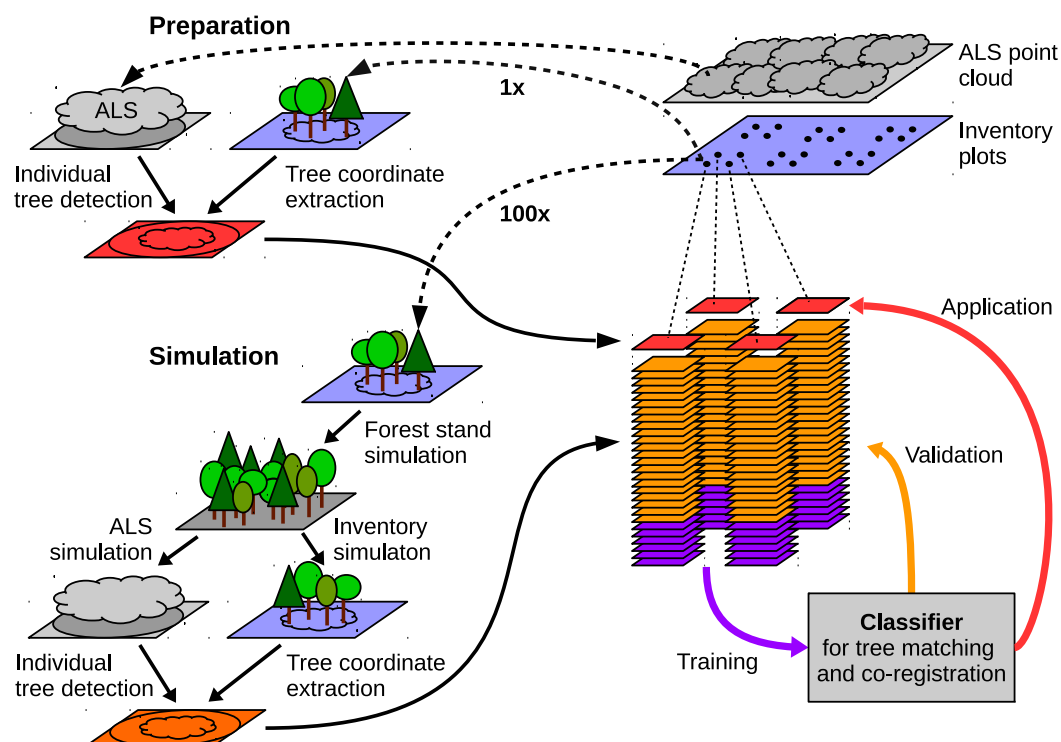 Preparation
ALS point
cloud
1x
ALS
Inventory
plots
Individual
tree detection
Tree coordinate
extraction
100x
Application
Simulation
Forest stand
simulation
Validation
ALS
simulation
Inventory
simulaton
Classifier
for tree matching
and co-registration
Training
Individual
tree detection
Tree coordinate
extraction